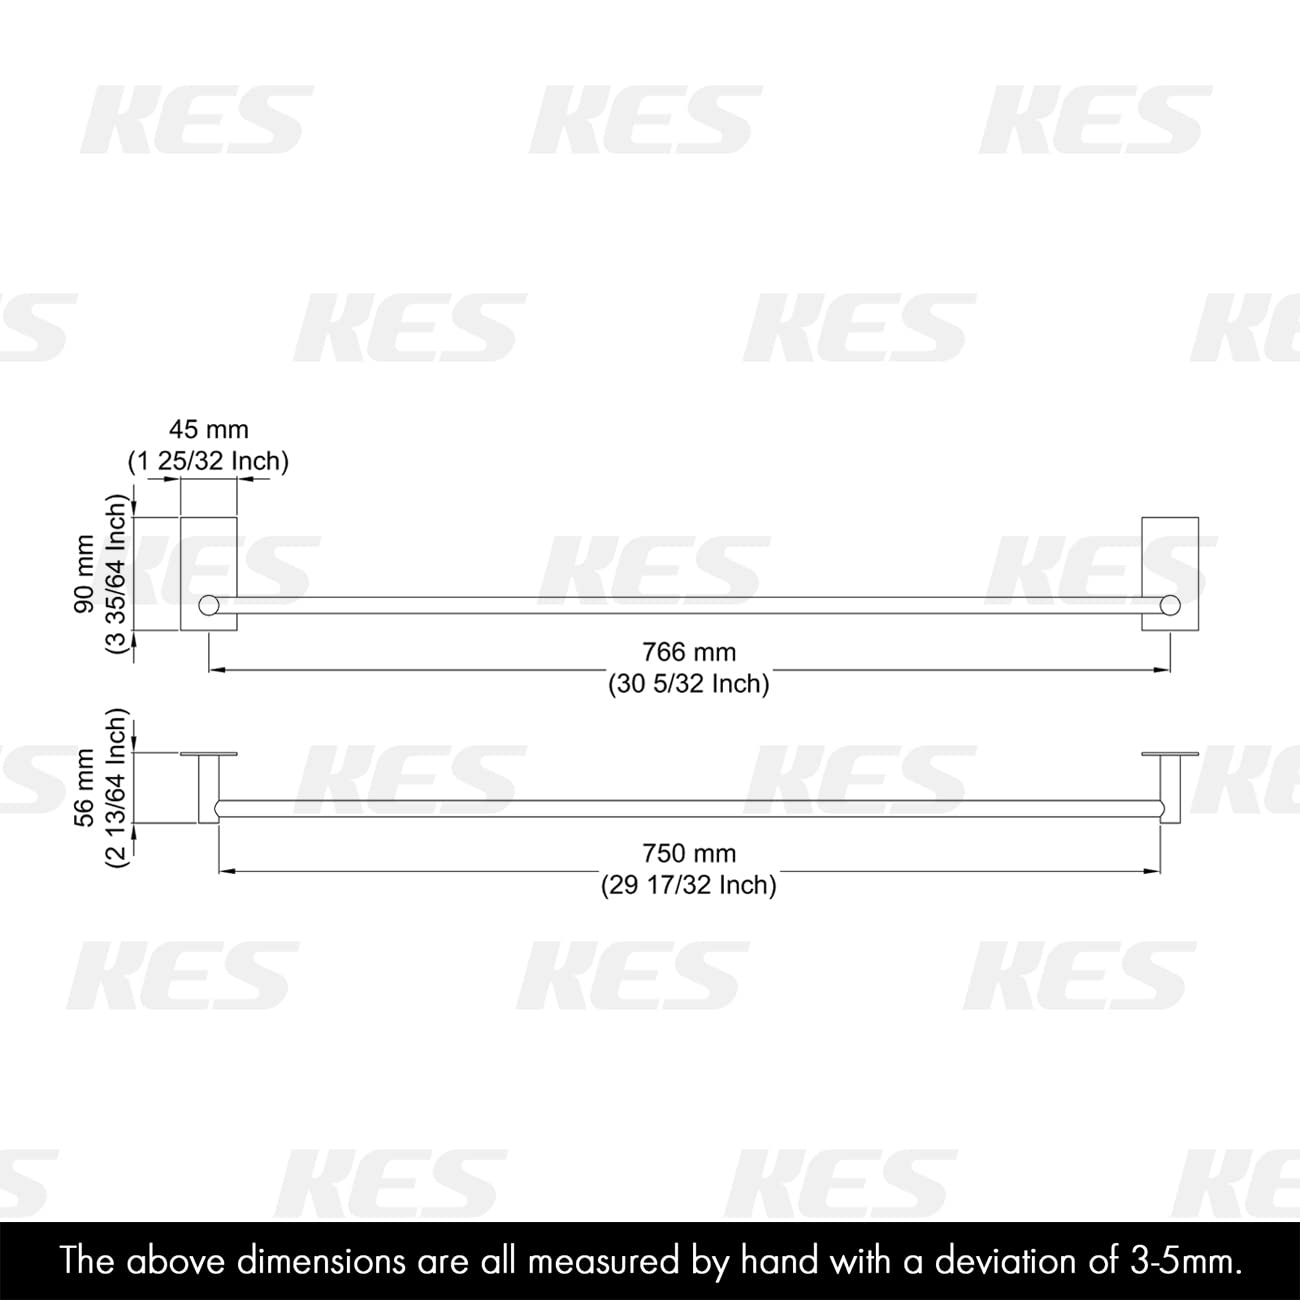 KES KES KES
KES KES KES
45 mm
(1 25/32 Inch)
90 mm
(3 35/64 Inch)
KES KES KES
766 mm
(30 5/32 Inch)
56 mm
(2 13/64 Inch)
KES KES KES
750 mm
(29 17/32 Inch)
KES KES KES
KES KES KES
The above dimensions are all measured by hand with a deviation of 3-5mm.